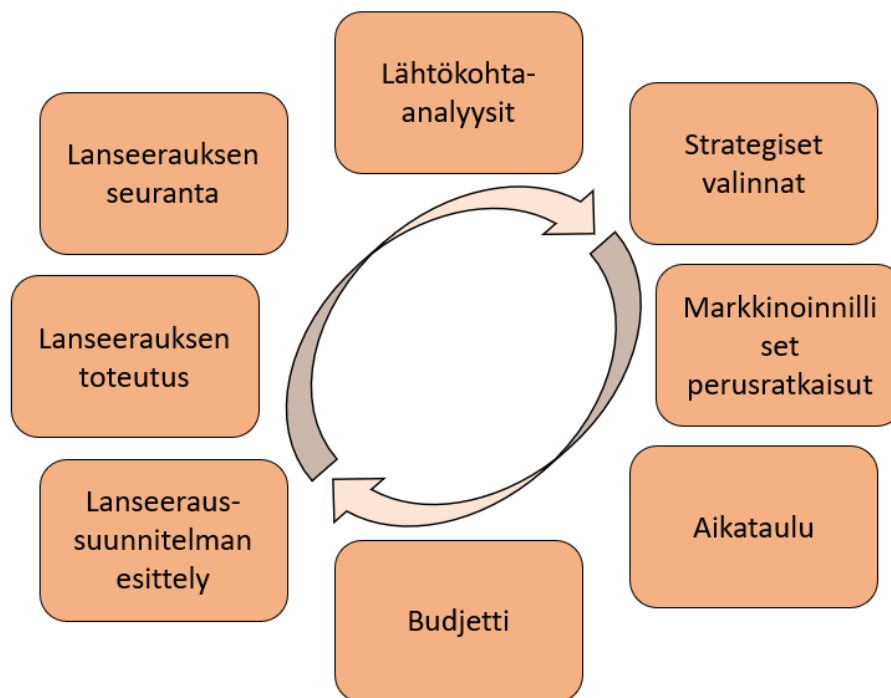 Lähtökohta-
analyysit
Strategiset
valinnat
Markkinoinnilli
set
perusratkaisut
Aikataulu
Budjetti
Lanseeraus-
suunnitelman
esittely
Lanseerauksen
toteutus
Lanseerauksen
seuranta